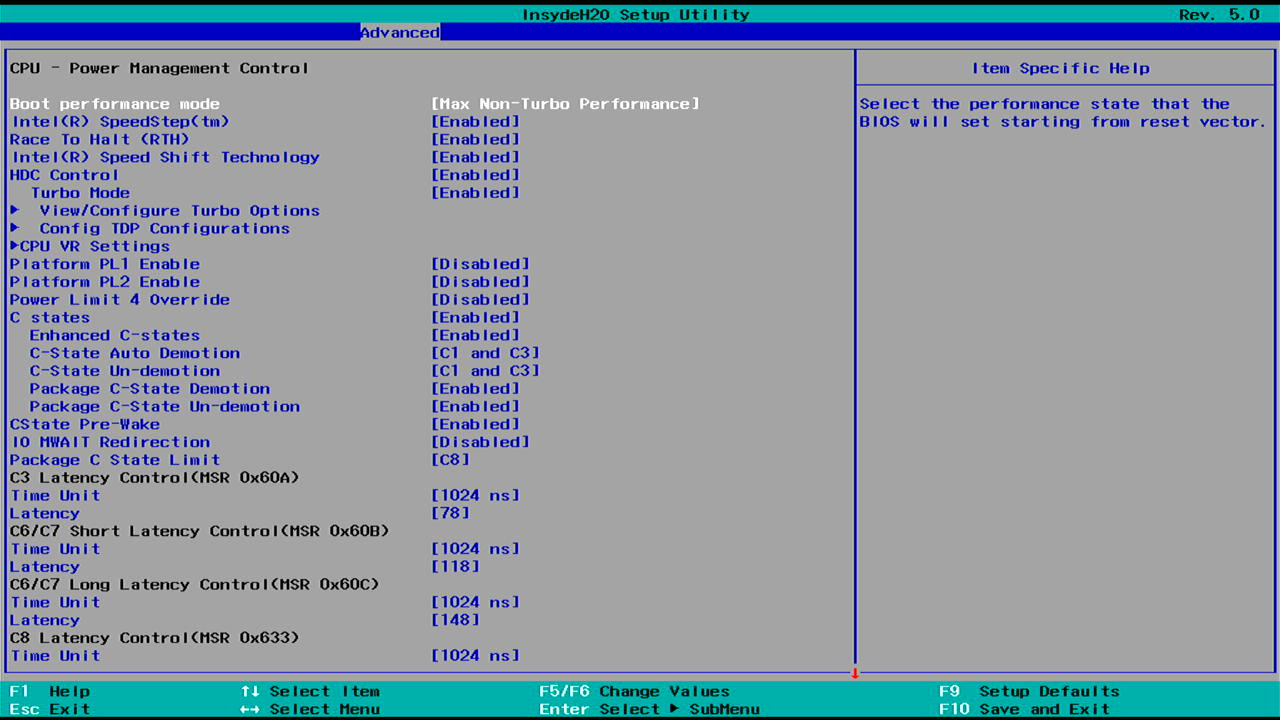 InsydeH20 Setup Utility Rev. 5.0
Advanced
CPU - Power Management Control
Item Specific Help
Boot performance mode [Max Non-Turbo Performance]
Select the performance state that the
Intel(R) SpeedStep(tm) [Enabled]
BIOS will set starting from reset vector.
Race To Halt (RTH) [Enabled]
Intel(R) Speed Shift Technology [Enabled]
HDC Control [Enabled]
Turbo Mode [Enabled]
▶ View/Configure Turbo Options
▶ Config TDP Configurations
▶CPU VR Settings
Platform PL1 Enable [Disabled]
Platform PL2 Enable [Disabled]
Power Limit 4 Override [Disabled]
C states [Enabled]
Enhanced C-states [Enabled]
C-State Auto Demotion [C1 and C3]
C-State Un-demotion [C1 and C3]
Package C-State Demotion [Enabled]
Package C-State Un-demotion [Enabled]
CState Pre-Wake [Enabled]
IO MWAIT Redirection [Disabled]
Package C State Limit [C8]
C3 Latency Control(MSR 0x60A)
Time Unit [1024 ns]
Latency [78]
C6/C7 Short Latency Control(MSR 0x60B)
Time Unit [1024 ns]
Latency [118]
C6/C7 Long Latency Control(MSR 0x60C)
Time Unit [1024 ns]
Latency [148]
C8 Latency Control(MSR 0x633)
Time Unit [1024 ns]
F1 Help ↑↓ Select Item F5/F6 Change Values F9 Setup Defaults
Esc Exit ←→ Select Menu Enter Select ▶ SubMenu F10 Save and Exit